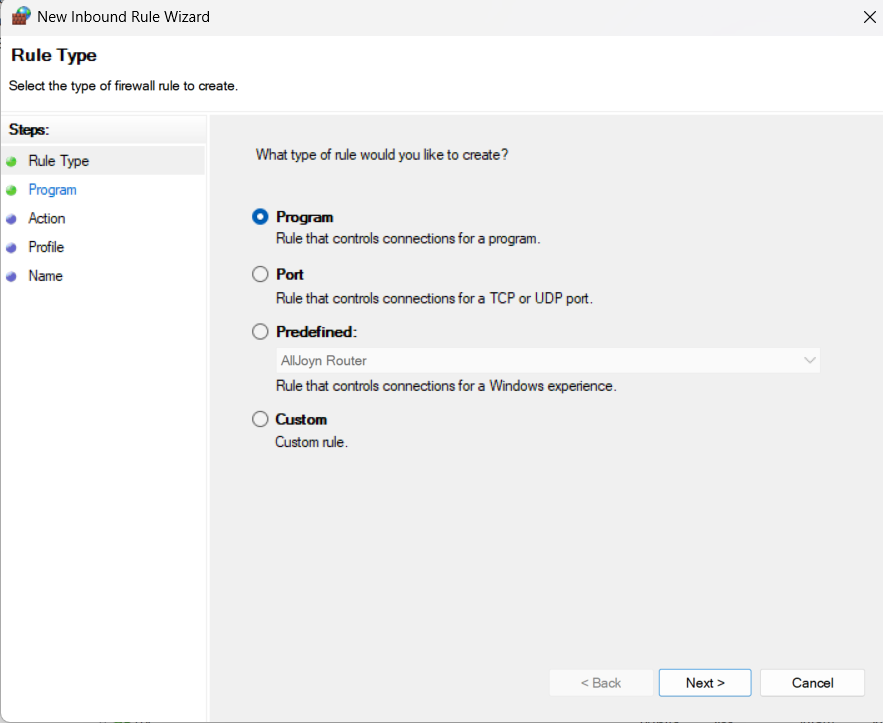 New Inbound Rule Wizard
Rule Type
Select the type of firewall rule to create.
Steps:
Rule Type
Program
Action
Profile
Name
What type of rule would you like to create?
Program
Rule that controls connections for a program.
Port
Rule that controls connections for a TCP or UDP port.
Predefined:
AllJoyn Router
Rule that controls connections for a Windows experience.
Custom
Custom rule.
< Back
Next >
Cancel